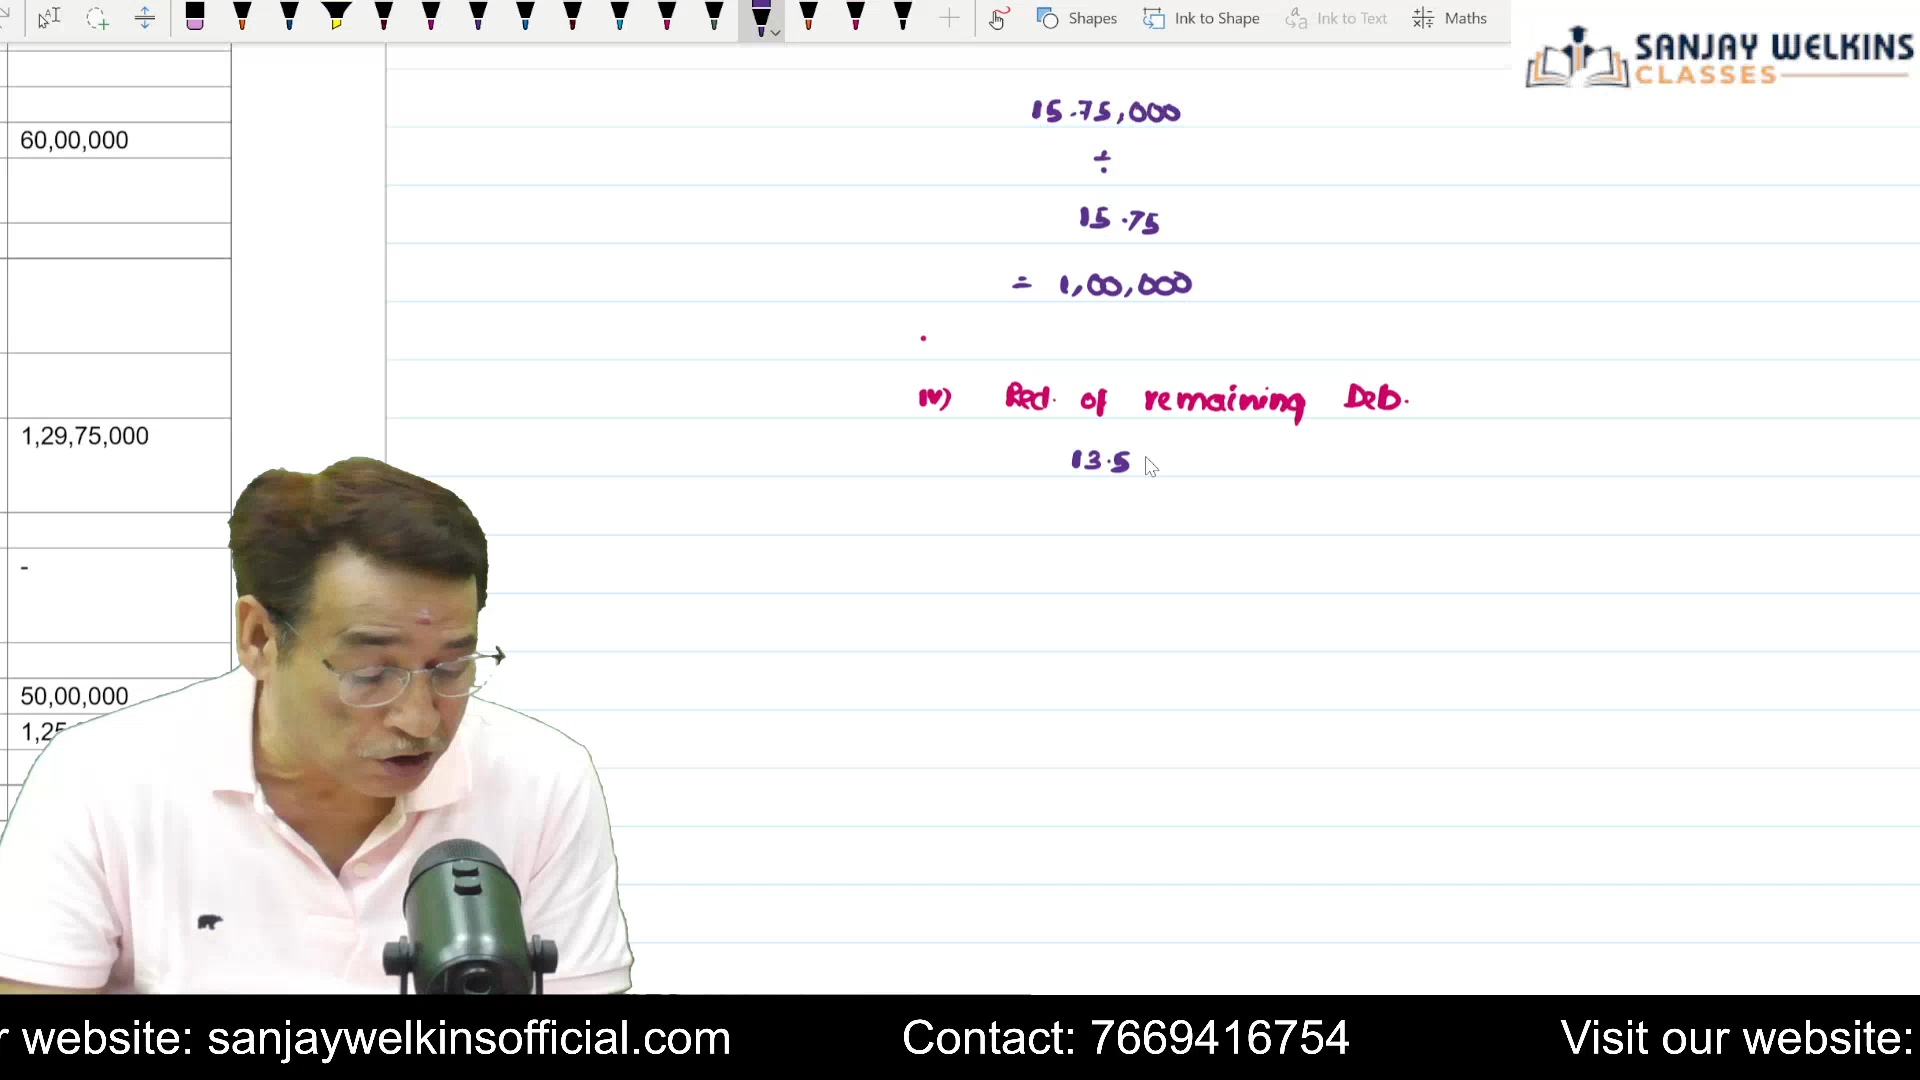 Shapes
Ink to Shape
Ink to Text
Maths
SANJAY WELKINS
CLASSES
60,00,000
1,29,75,000
-
50,00,000
15.75,000
÷
15.75
= 1,00,000
IV) Red. of remaining Deb.
13.5
website: sanjaywelkinsofficial.com
Contact: 7669416754
Visit our website: